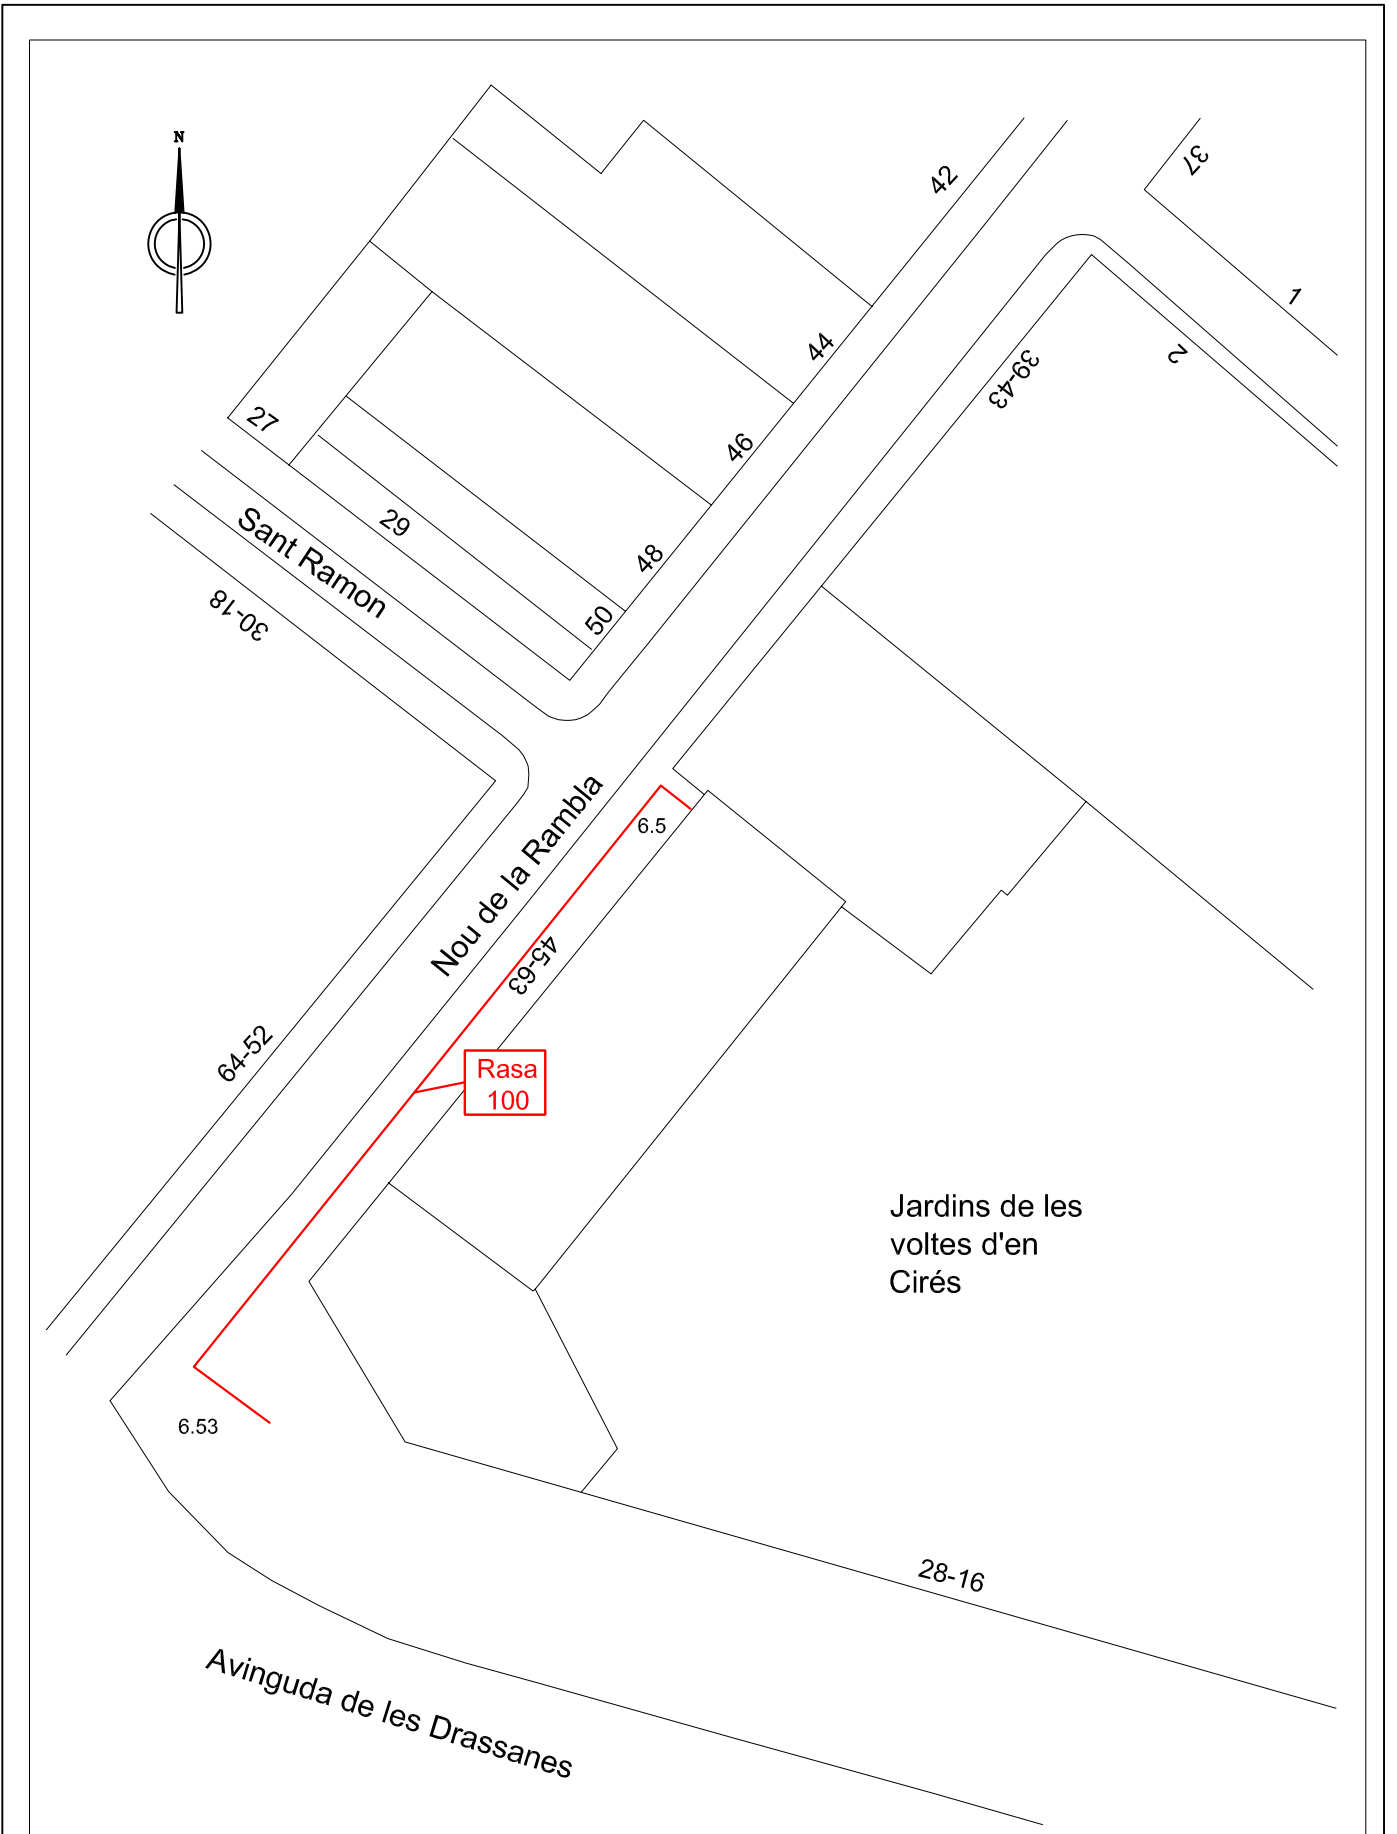 N
42
37
1
44
2
39-43
27
46
29
Sant Ramon
48
30-18
50
Nou de la Rambla
6.5
45-63
64-52
Rasa
100
Jardins de les
voltes d'en
Cirés
6.53
28-16
Avinguda de les Drassanes